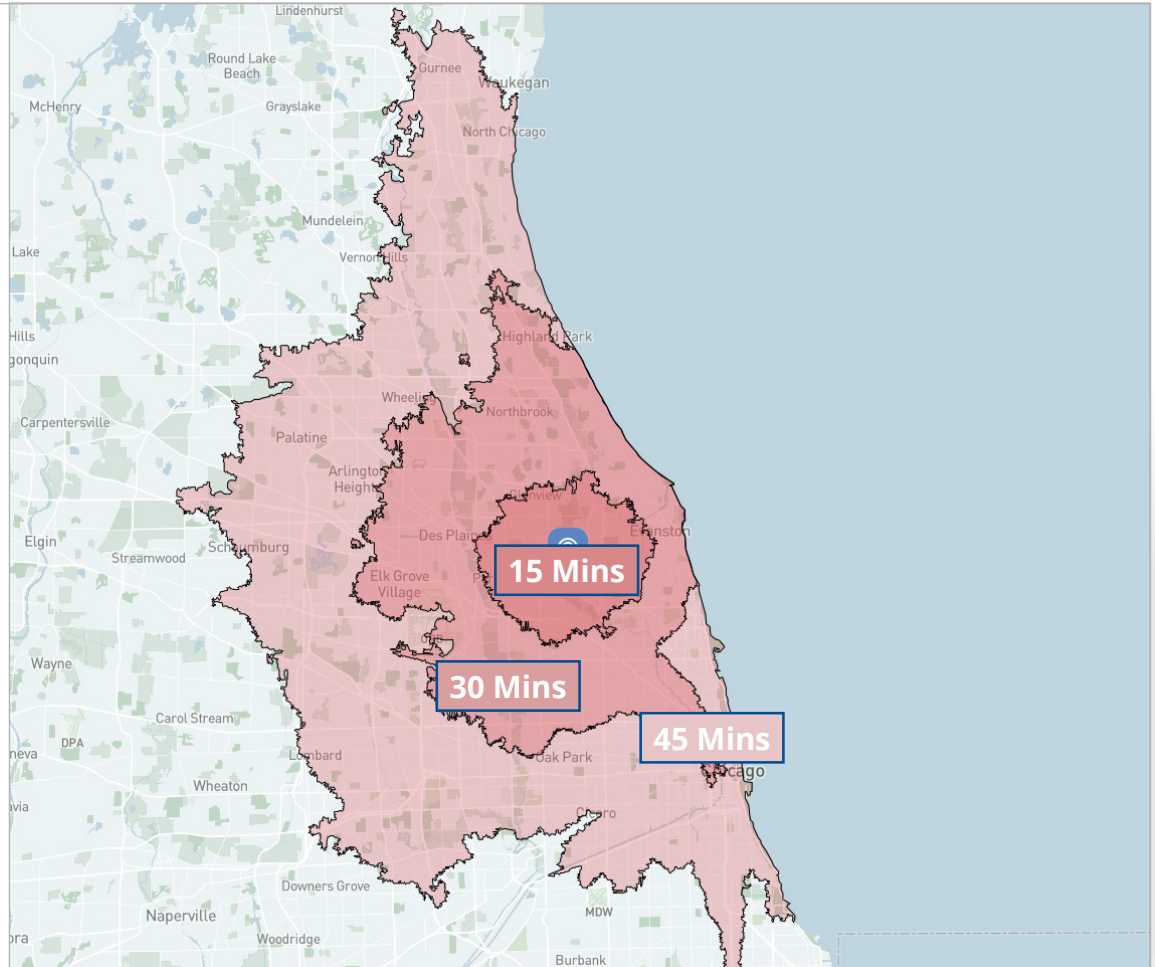 Lindenhurst
Round Lake
Beach
Gurnee
Waukegan
McHenry
Grayslake
North Chicago
Mundelein
Lake
Vernon Hills
Hills
Highland Park
gonquin
Wheeling
Northbrook
Carpentersville
Palatine
Arlington
Heights
Glenview
Evanston
Des Plain
Elgin
Streamwood
Schaumburg
15 Mins
Elk Grove
Village
Wayne
30 Mins
Carol Stream
45 Mins
DPA
neva
Lombard
Oak Park
Chicago
Wheaton
avia
Cicero
Downers Grove
MDW
Naperville
ora
Woodridge
Burbank